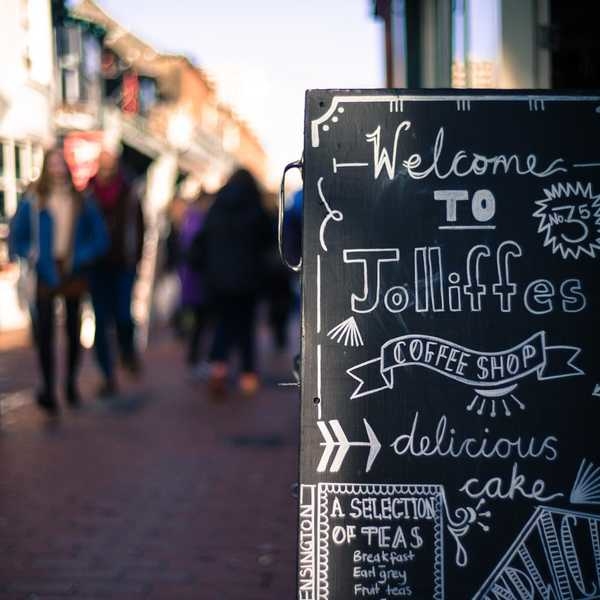 Welcome
TO
No. 35
Jolliffes
COFFEE SHOP
delicious
cake
A SELECTION
OF TEAS
Breakfast
Earl grey
Fruit teas
ENSINGTON